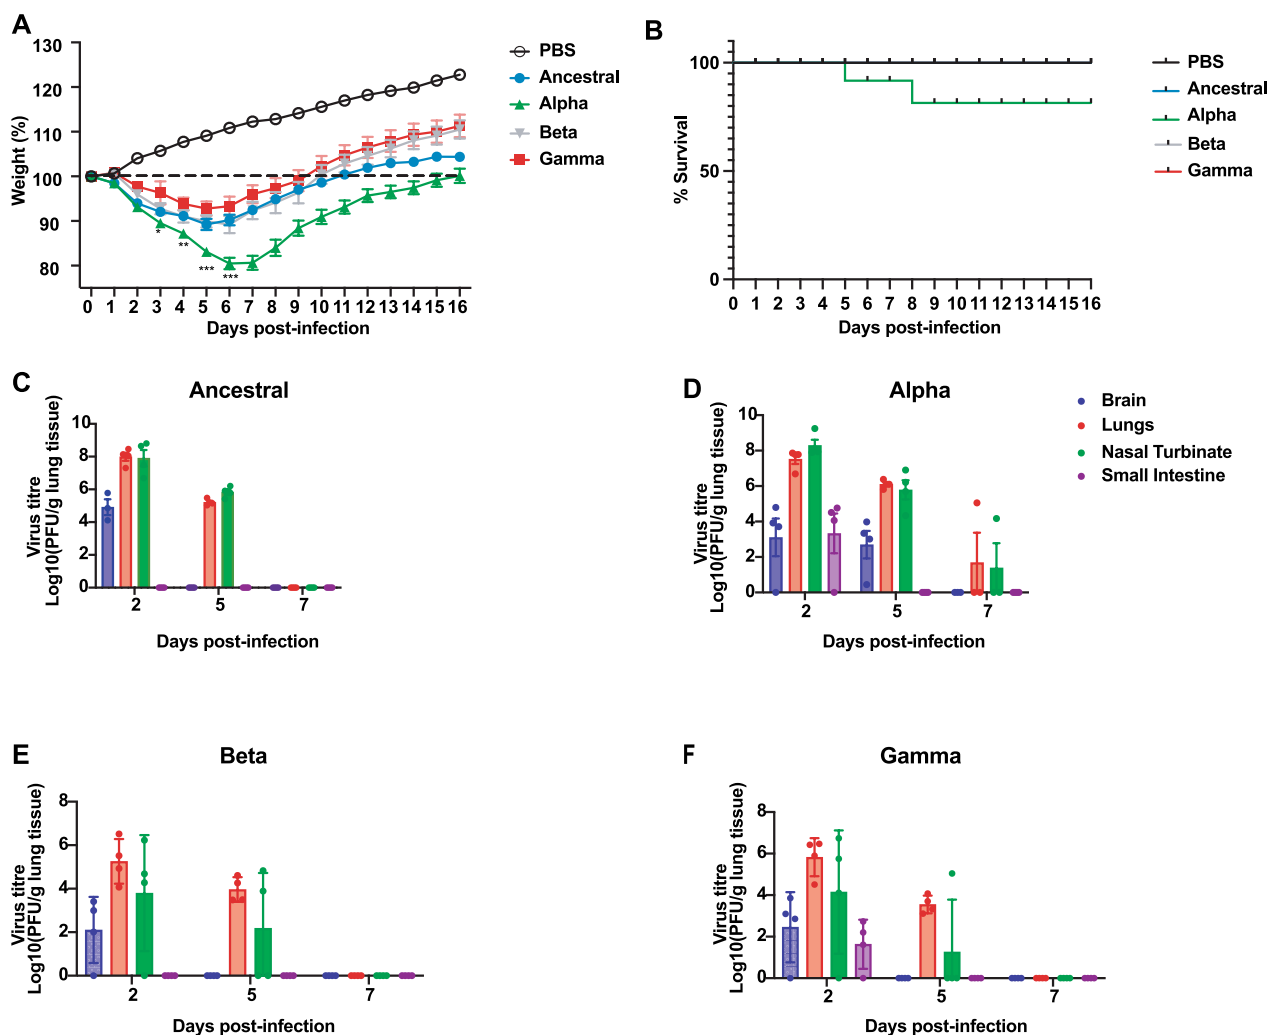 A
130
120
110
100
90
80
Weight (%)
0 1 2 3 4 5 6 7 8 9 10 11 12 13 14 15 16
Days post-infection
* ** *** ***
PBS
Ancestral
Alpha
Beta
Gamma
B
100
50
0
% Survival
0 1 2 3 4 5 6 7 8 9 10 11 12 13 14 15 16
Days post-infection
PBS
Ancestral
Alpha
Beta
Gamma
C
Ancestral
10
8
6
4
2
0
Virus titre
Log10(PFU/g lung tissue)
2 5 7
Days post-infection
D
Alpha
10
8
6
4
2
0
Virus titre
Log10(PFU/g lung tissue)
2 5 7
Days post-infection
Brain
Lungs
Nasal Turbinate
Small Intestine
E
Beta
8
6
4
2
0
Virus titre
Log10(PFU/g lung tissue)
2 5 7
Days post-infection
F
Gamma
8
6
4
2
0
Virus titre
Log10(PFU/g lung tissue)
2 5 7
Days post-infection